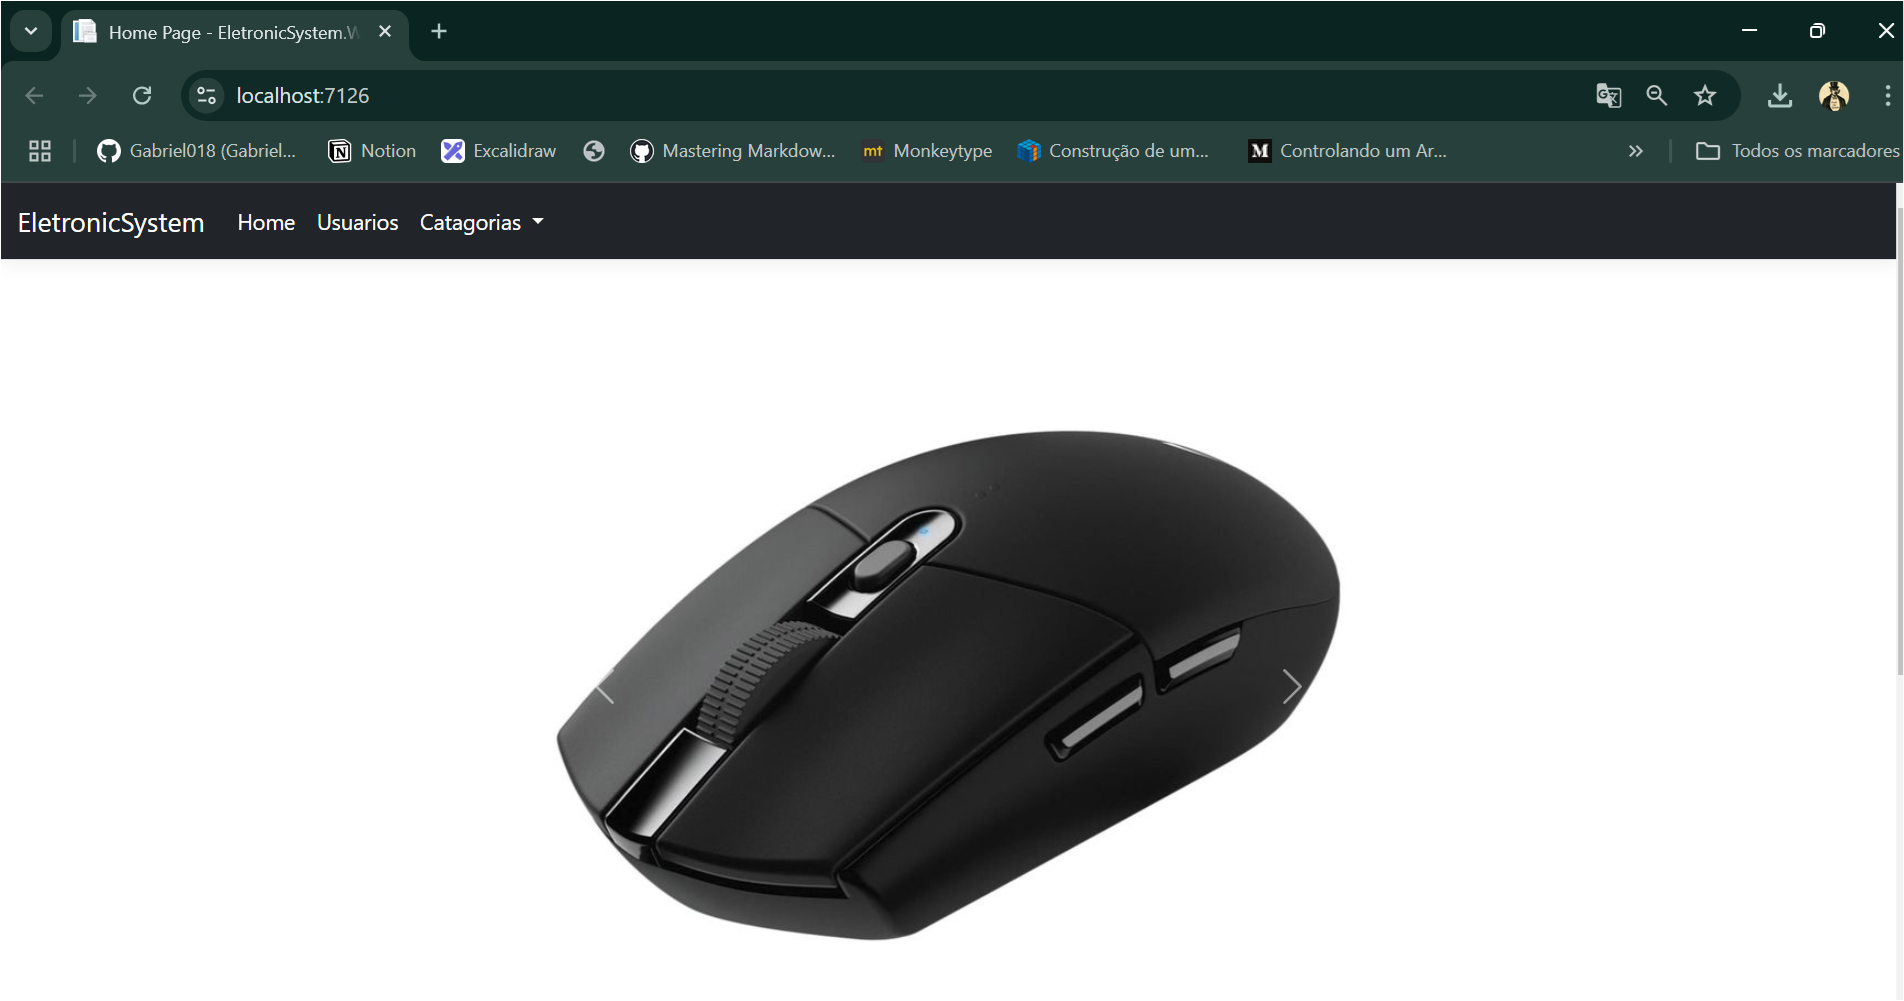 Home Page - EletronicSystem.W
localhost:7126
Gabriel018 (Gabriel...
Notion
Excalidraw
Mastering Markdow...
mt Monkeytype
Construção de um...
M Controlando um Ar...
Todos os marcadores
EletronicSystem Home Usuarios Catagorias